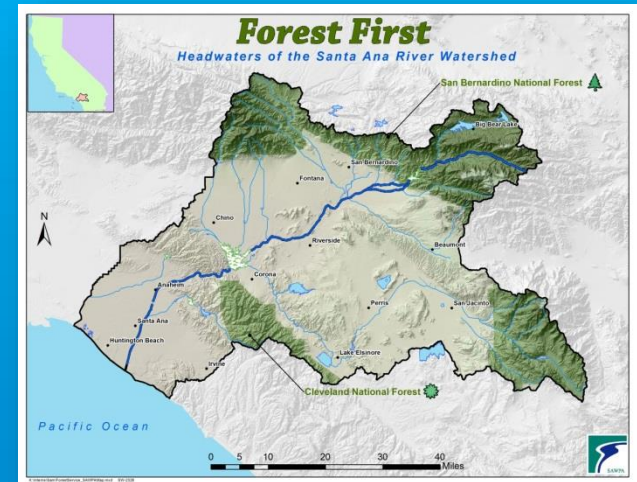 Forest First
Headwaters of the Santa Ana River Watershed
San Bernardino National Forest
Big Bear Lake
San Bernardino
Fontana
Chino
N
Riverside
Beaumont
Corona
Anaheim
Perris
San Jacinto
Santa Ana
Huntington Beach
Lake Elsinore
Irvine
Cleveland National Forest
Pacific Ocean
0 5 10 20 30 40
Miles
SAWPA